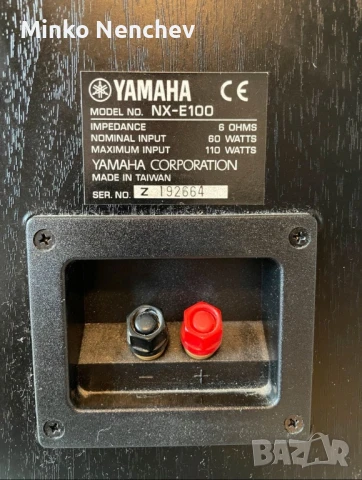 Minko Nenchev
YAMAHA CE
MODEL NO. NX-E100
IMPEDANCE 6 OHMS
NOMINAL INPUT 60 WATTS
MAXIMUM INPUT 110 WATTS
YAMAHA CORPORATION
MADE IN TAIWAN
SER. NO Z 192664
- +
BAZAR